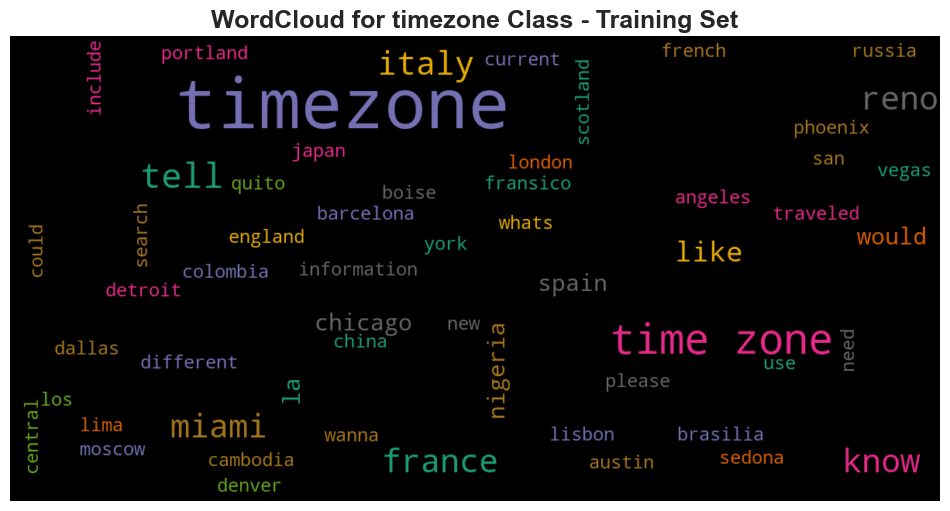 WordCloud for timezone Class - Training Set
include
portland
italy
current
french
russia
timezone
scotland
reno
phoenix
japan
london
san
tell
quito
fransico
vegas
boise
angeles
barcelona
traveled
could
search
england
york
whats
would
colombia
information
like
detroit
spain
chicago
new
china
nigeria
time zone
need
dallas
different
use
la
please
los
central
lima
miami
wanna
lisbon
brasilia
moscow
cambodia
france
austin
sedona
know
denver